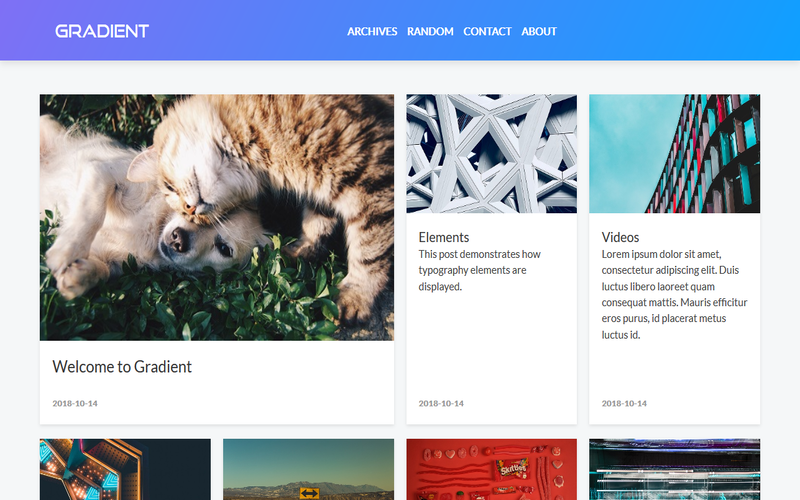 GRADIENT
ARCHIVES RANDOM CONTACT ABOUT
Welcome to Gradient
2018-10-14
Elements
This post demonstrates how
typography elements are
displayed.
2018-10-14
Videos
Lorem ipsum dolor sit amet,
consectetur adipiscing elit. Duis
luctus libero laoreet quam
consequat mattis. Mauris efficitur
eros purus, id placerat metus
luctus id.
2018-10-14
Skittles